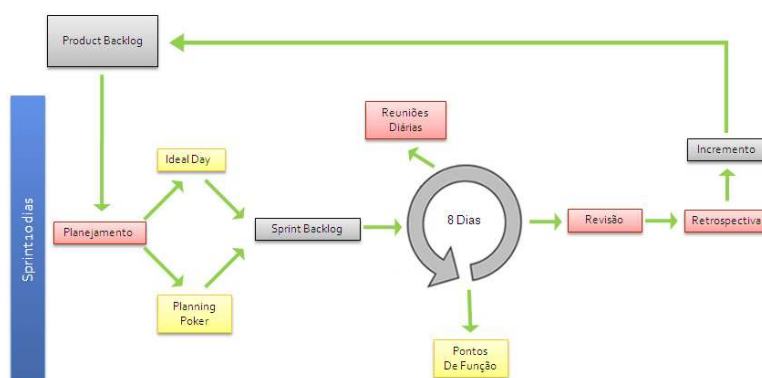 Product Backlog
Sprint 10 dias
Planejamento
Ideal Day
Planning
Poker
Sprint Backlog
Reuniões
Diárias
8 Dias
Pontos
De Função
Revisão
Retrospectiva
Incremento